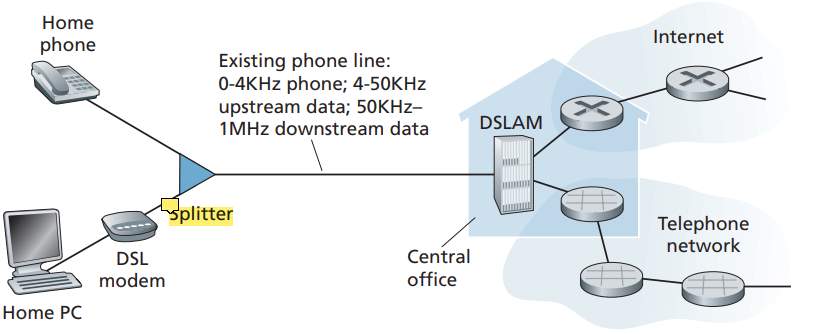 Home
phone
Existing phone line:
0-4KHz phone; 4-50KHz
upstream data; 50KHz–
1MHz downstream data
Internet
DSLAM
Splitter
DSL
modem
Home PC
Central
office
Telephone
network